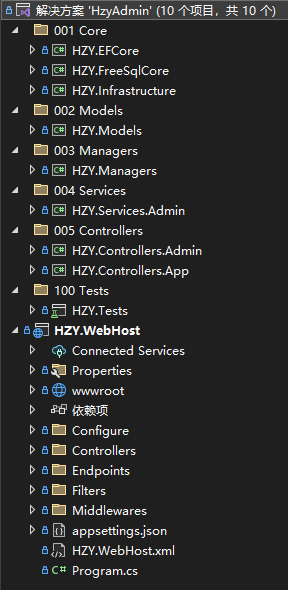 解决方案 'HzyAdmin' (10 个项目，共 10 个)
001 Core
C# HZY.EFCore
C# HZY.FreeSqlCore
C# HZY.Infrastructure
002 Models
C# HZY.Models
003 Managers
C# HZY.Managers
004 Services
C# HZY.Services.Admin
005 Controllers
C# HZY.Controllers.Admin
C# HZY.Controllers.App
100 Tests
HZY.Tests
HZY.WebHost
Connected Services
Properties
wwwroot
依赖项
Configure
Controllers
Endpoints
Filters
Middlewares
appsettings.json
HZY.WebHost.xml
C# Program.cs